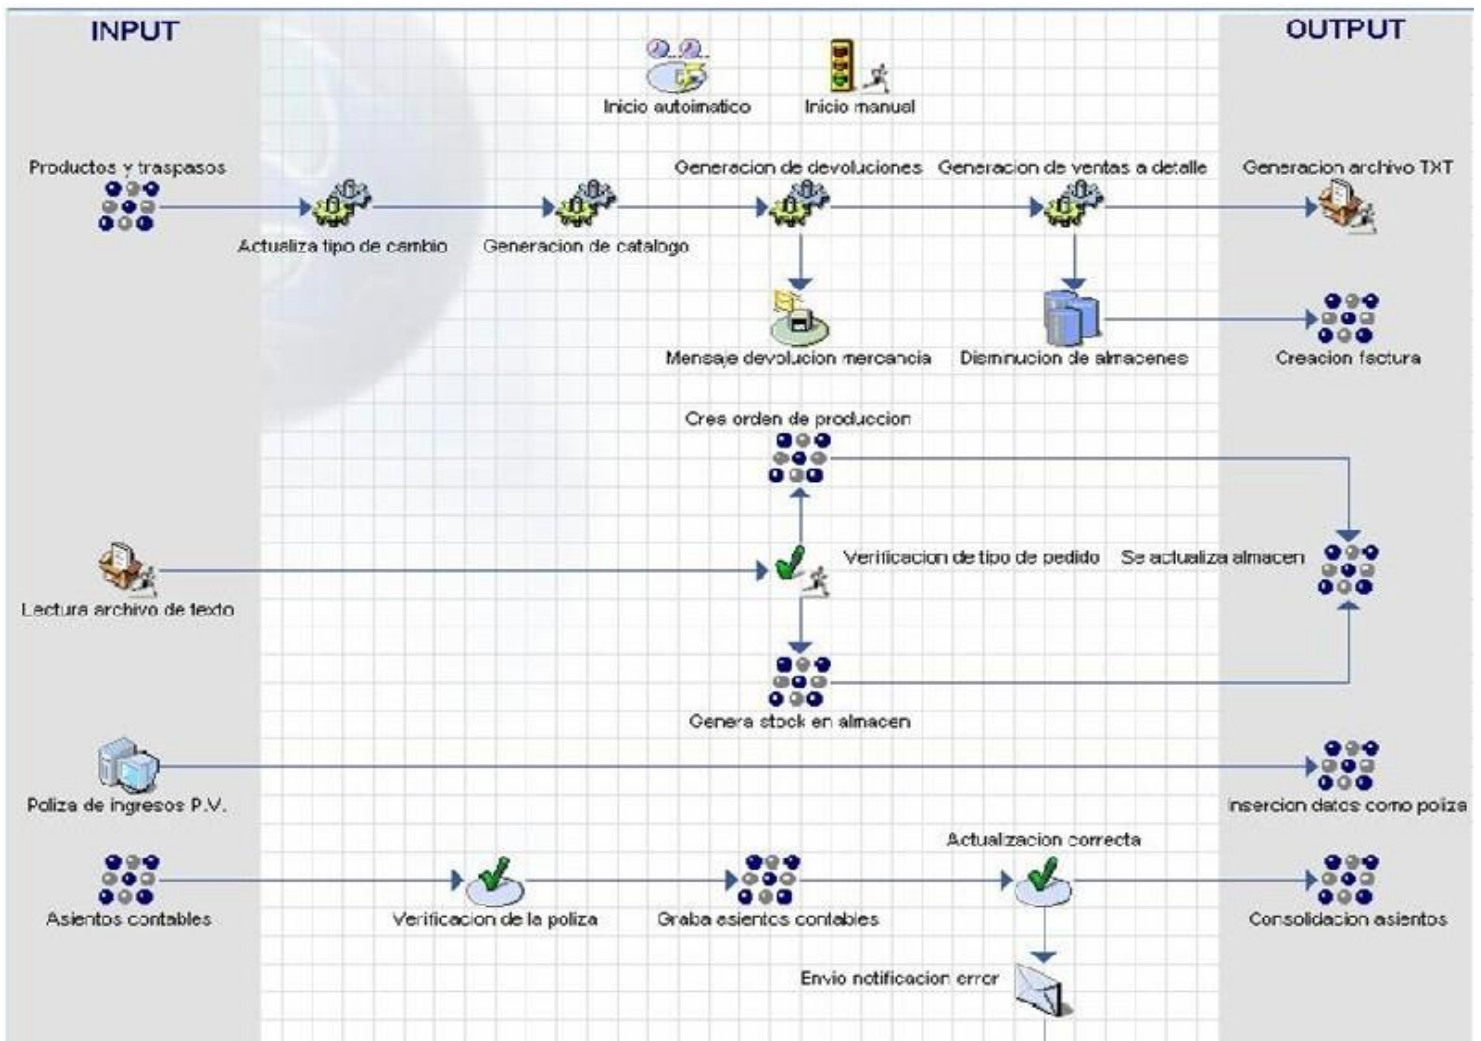 INPUT
OUTPUT
Inicio autoimatico
Inicio manual
Productos y traspasos
Generacion de devoluciones
Generacion de ventas a detalle
Generacion archivo TXT
Actualiza tipo de cambio
Generacion de catalogo
Mensaje devolucion mercancia
Disminucion de almacenes
Creacion factura
Crea orden de produccion
Verificacion de tipo de pedido
Se actualiza almacen
Lectura archivo de texto
Genera stock en almacen
Poliza de ingresos P.V.
Insercion datos como poliza
Actualizacion correcta
Asientos contables
Verificacion de la poliza
Graba asientos contables
Consolidacion asientos
Envio notificacion error